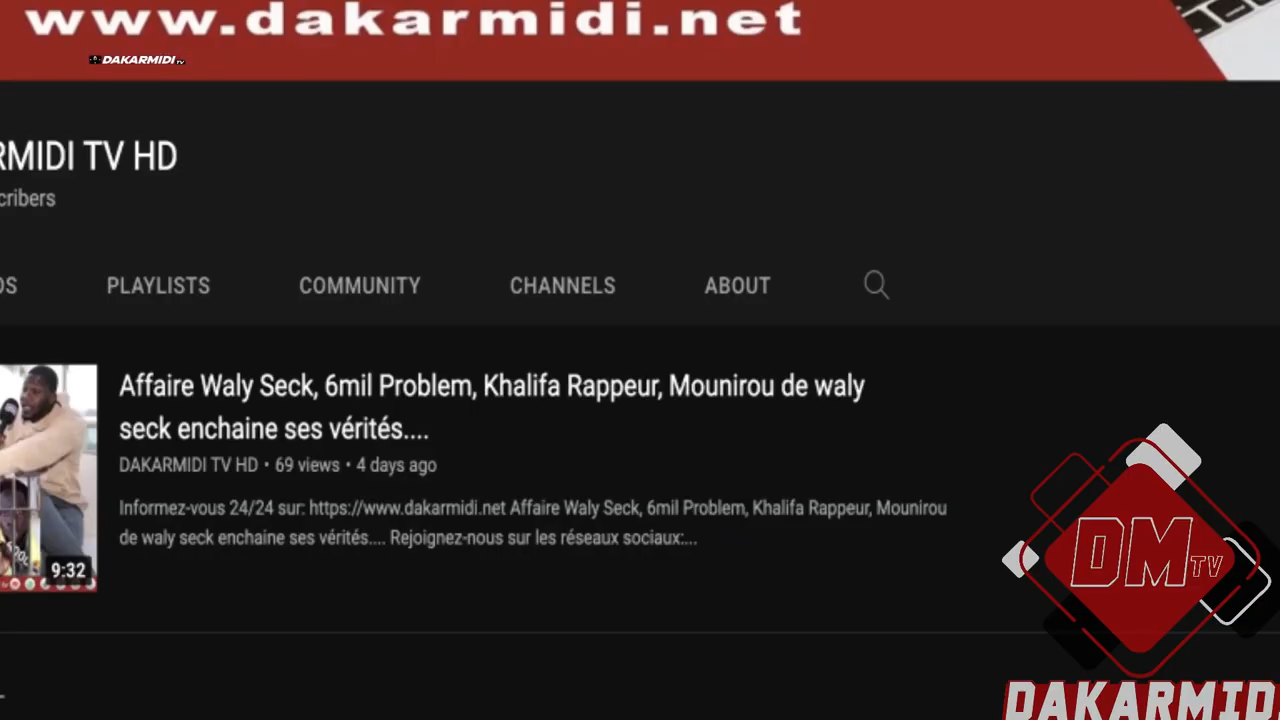 www.dakarmidi.net
DAKARMIDI TV
RMIDI TV HD
cribers
OS
PLAYLISTS
COMMUNITY
CHANNELS
ABOUT
Affaire Waly Seck, 6mil Problem, Khalifa Rappeur, Mounirou de waly
seck enchaine ses vérités....
DAKARMIDI TV HD • 69 views • 4 days ago
Informez-vous 24/24 sur: https://www.dakarmidi.net Affaire Waly Seck, 6mil Problem, Khalifa Rappeur, Mounirou
de waly seck enchaine ses vérités.... Rejoignez-nous sur les réseaux sociaux:...
9:32
DM TV
DAKARMID